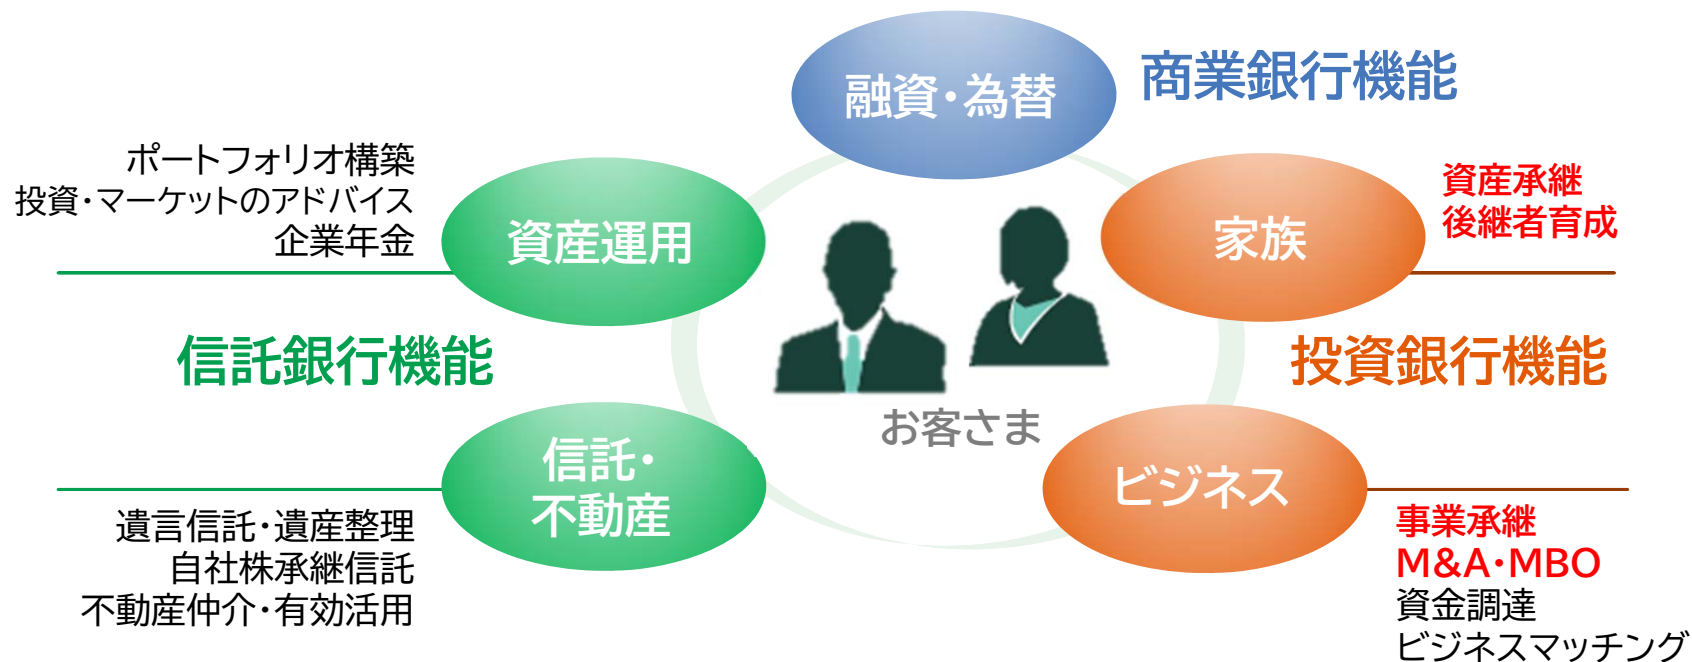 融資・為替
商業銀行機能
ポートフォリオ構築
投資・マーケットのアドバイス
企業年金
資産運用
家族
資産承継
後継者育成
信託銀行機能
お客さま
投資銀行機能
信託・
不動産
遺言信託・遺産整理
自社株承継信託
不動産仲介・有効活用
ビジネス
事業承継
M&A・MBO
資金調達
ビジネスマッチング